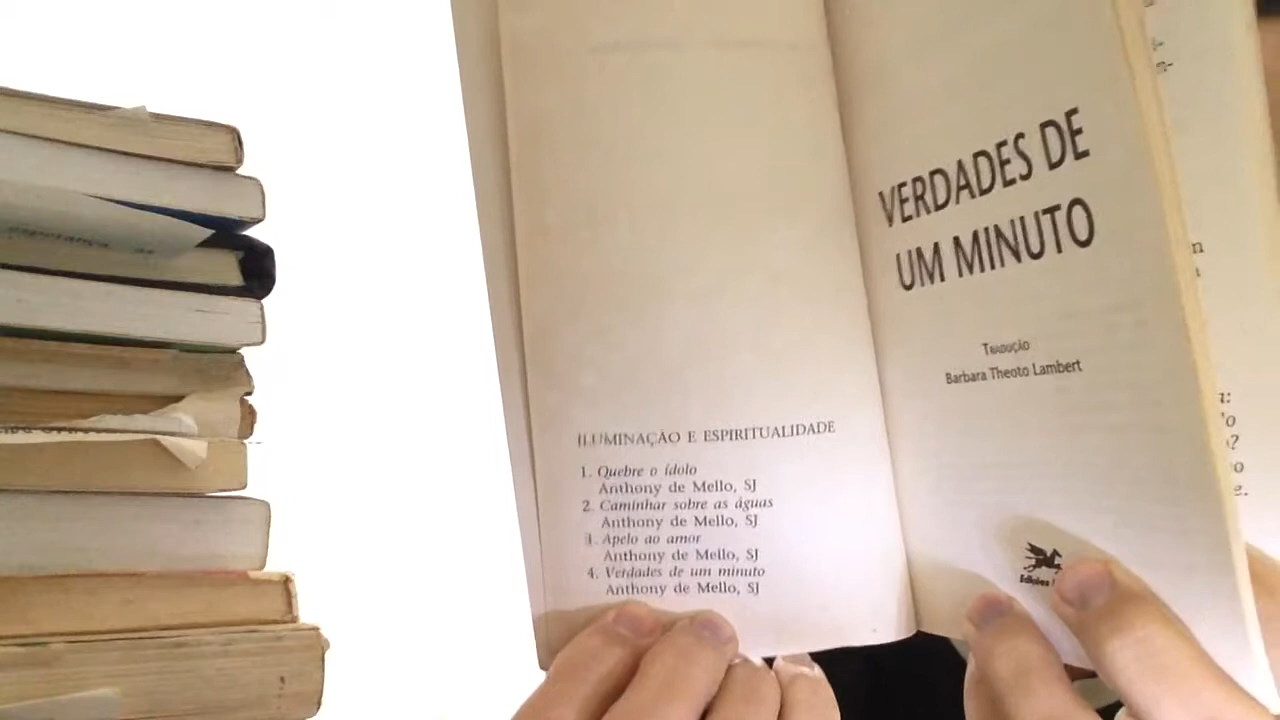 ILUMINAÇÃO E ESPIRITUALIDADE
1. Quebre o ídolo
Anthony de Mello, SJ
2. Caminhar sobre as águas
Anthony de Mello, SJ
3. Apelo ao amor
Anthony de Mello, SJ
4. Verdades de um minuto
Anthony de Mello, SJ
VERDADES DE
UM MINUTO
Tradução
Barbara Theoto Lambert
Edições